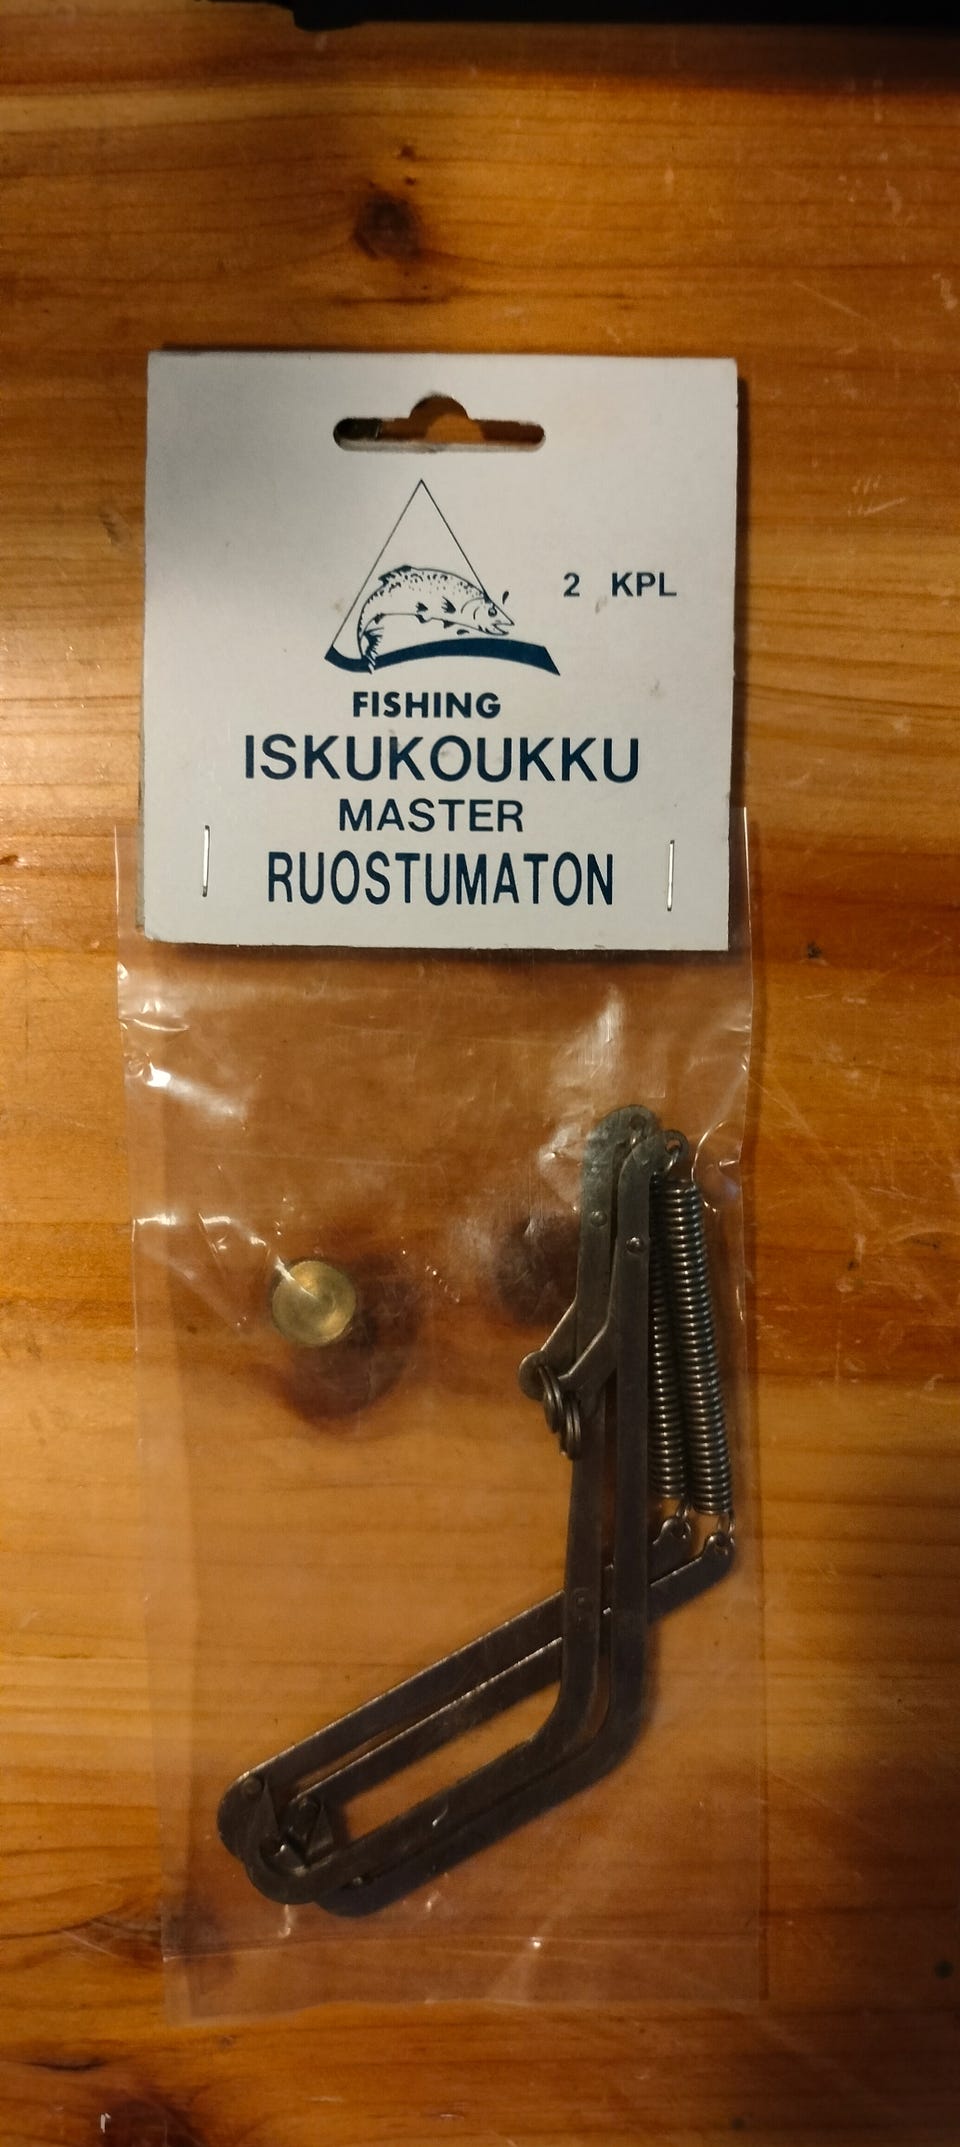 2 KPL
FISHING
ISKUKOUKKU
MASTER
RUOSTUMATON